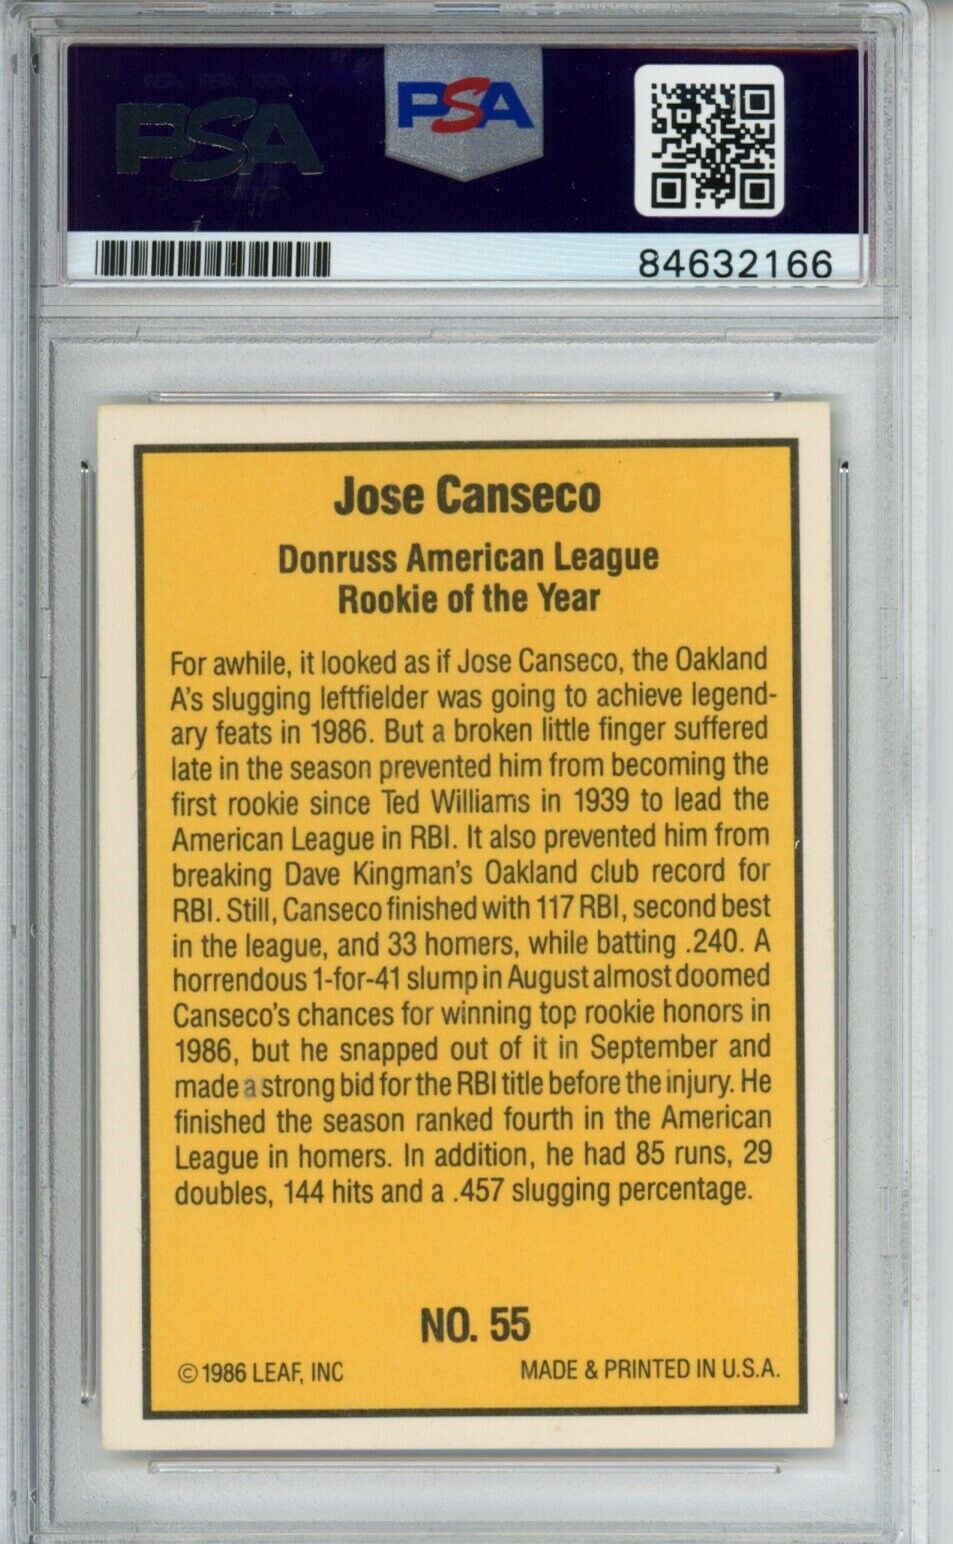 PSA
PSA
84632166
Jose Canseco
Donruss American League
Rookie of the Year
For awhile, it looked as if Jose Canseco, the Oakland
A's slugging leftfielder was going to achieve legend-
ary feats in 1986. But a broken little finger suffered
late in the season prevented him from becoming the
first rookie since Ted Williams in 1939 to lead the
American League in RBI. It also prevented him from
breaking Dave Kingman's Oakland club record for
RBI. Still, Canseco finished with 117 RBI, second best
in the league, and 33 homers, while batting .240. A
horrendous 1-for-41 slump in August almost doomed
Canseco's chances for winning top rookie honors in
1986, but he snapped out of it in September and
made a strong bid for the RBI title before the injury. He
finished the season ranked fourth in the American
League in homers. In addition, he had 85 runs, 29
doubles, 144 hits and a .457 slugging percentage.
NO. 55
© 1986 LEAF, INC
MADE & PRINTED IN U.S.A.